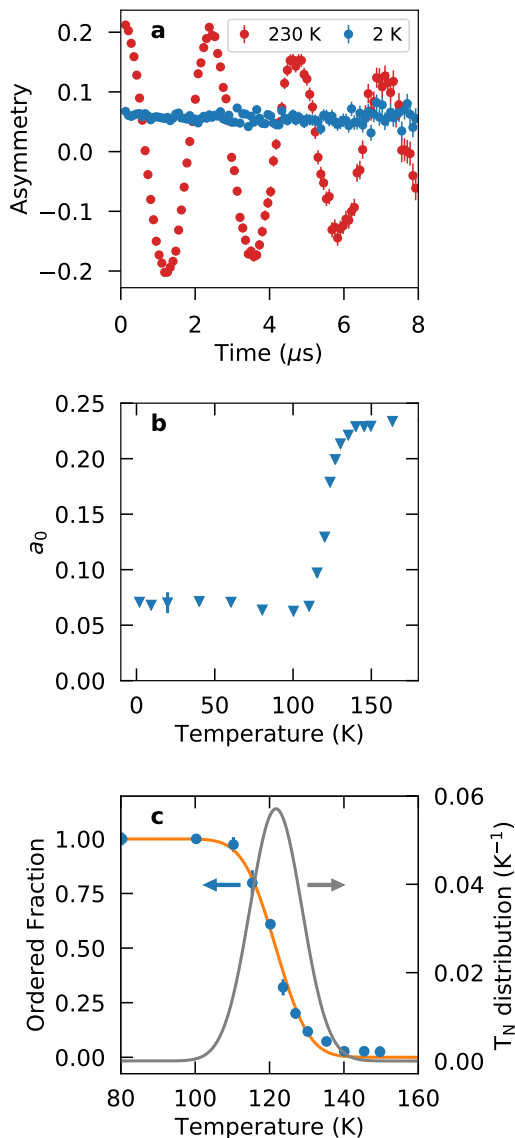 a
230 K
2 K
0.2
0.1
0.0
−0.1
−0.2
Asymmetry
0 2 4 6 8
Time (μs)
b
0.25
0.20
0.15
0.10
0.05
0.00
a₀
0 50 100 150
Temperature (K)
c
1.00
0.75
0.50
0.25
0.00
Ordered Fraction
0.06
0.04
0.02
0.00
T_N distribution (K⁻¹)
80 100 120 140 160
Temperature (K)